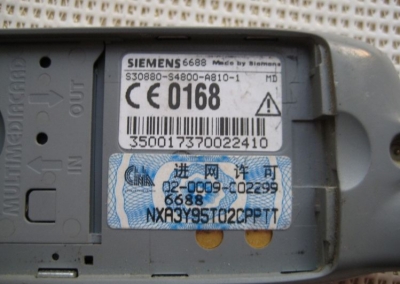 SIEMENS 6688 Made by Siemens
S30880-S4800-A810-1 MD
CE 0168
350017370022410
进网许可
02-0009-C02299
6688
NXA3Y95T02CPPTT
MULTIMEDIACARD
IN OUT